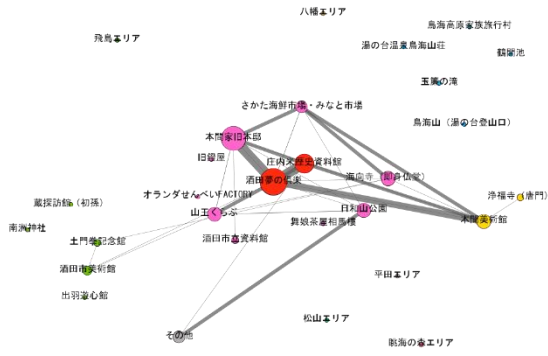 八幡エリア
鳥海高原家族旅行村
飛島エリア
湯の台温泉鳥海山荘
鶴間池
玉簾の滝
さかた海鮮市場・みなと市場
鳥海山（湯の台登山口）
本間家旧本邸
旧鐙屋
庄内米歴史資料館
酒田夢の倶楽
海向寺（即身仏堂）
オランダせんべいFACTORY
浄福寺（唐門）
蔵探訪館（初孫）
山王くらぶ
日和山公園
本間美術館
南洲神社
舞娘茶屋相馬樓
土門拳記念館
酒田市立資料館
酒田市美術館
平田エリア
出羽遊心館
松山エリア
その他
眺海の森エリア